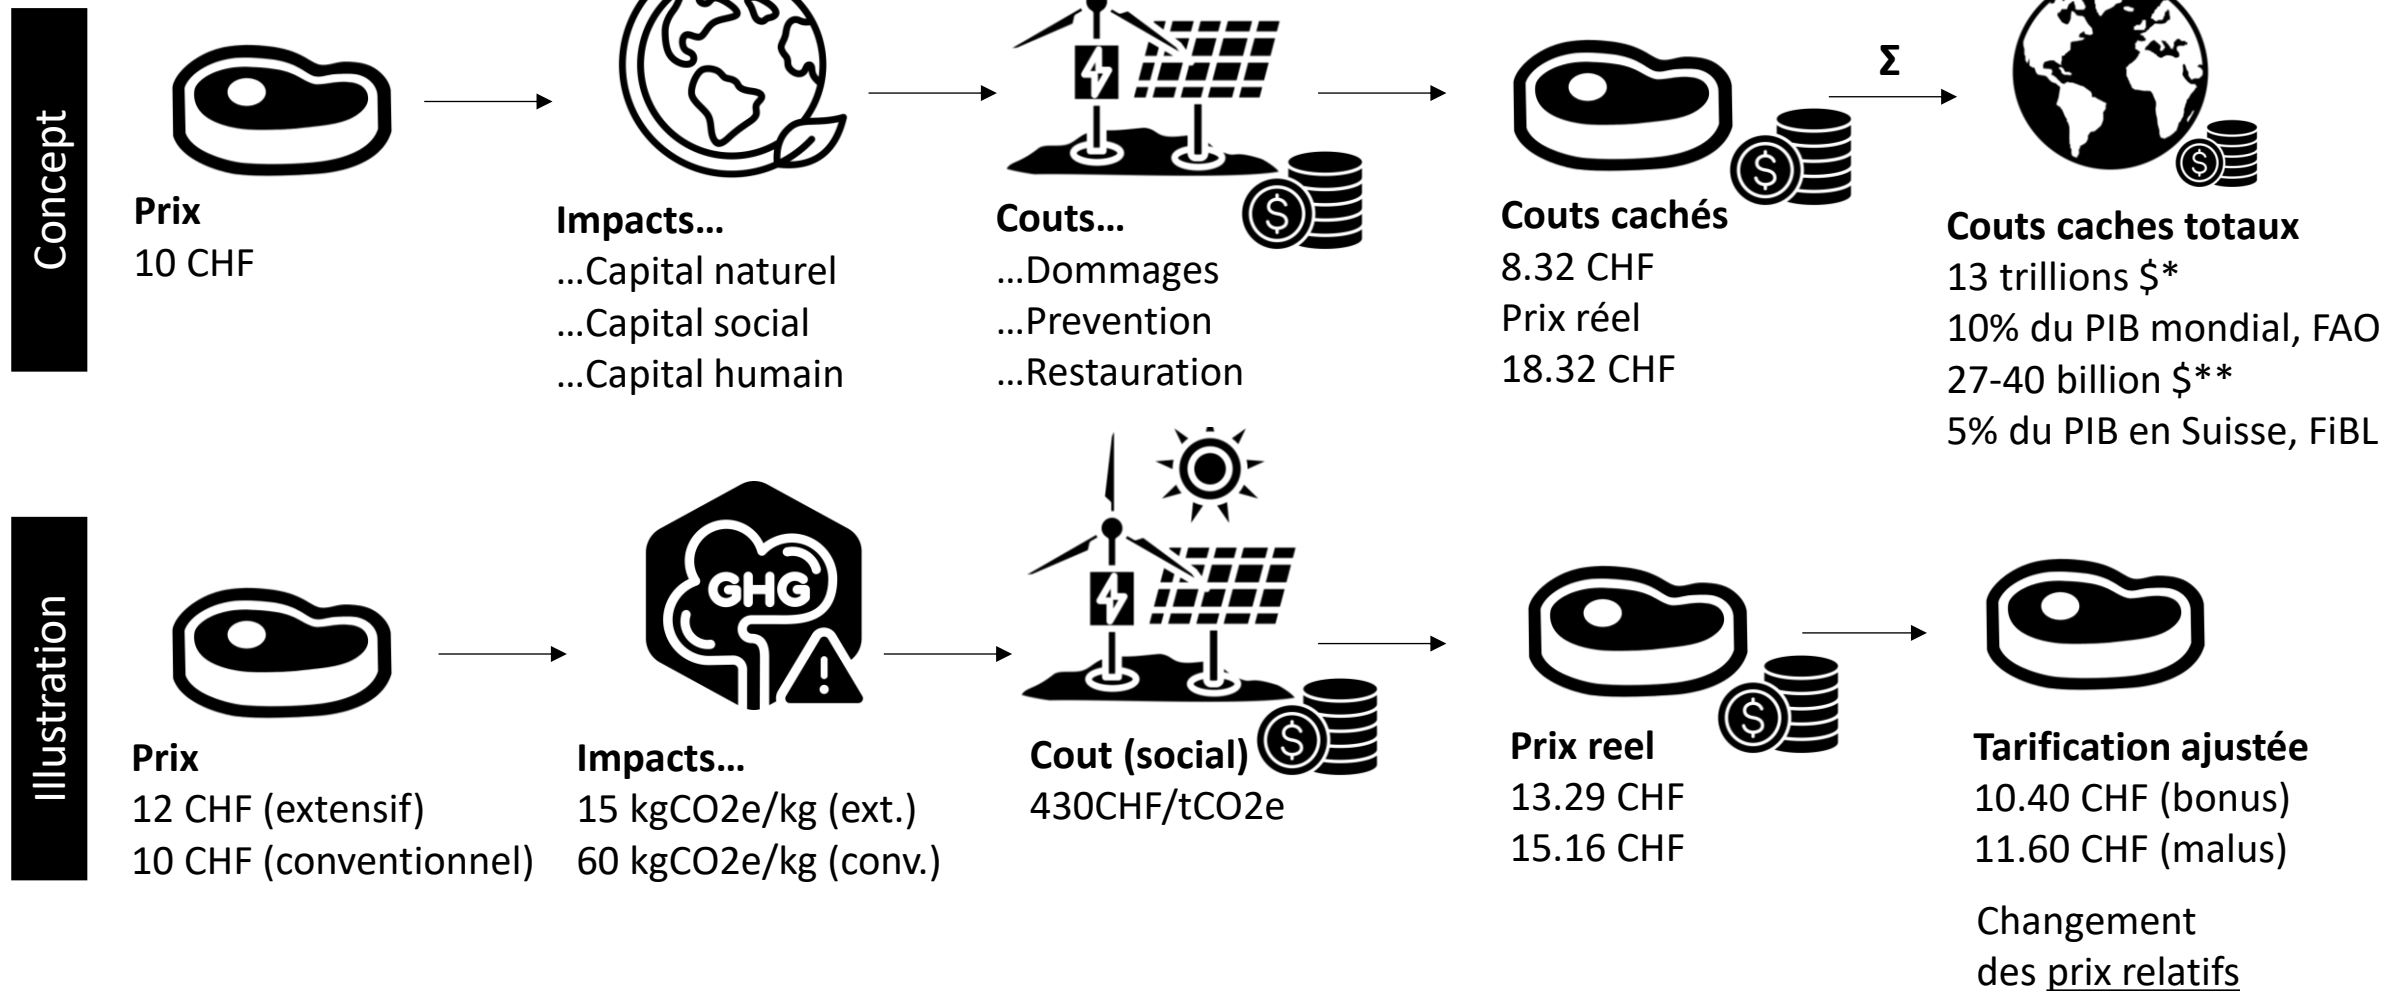 Concept
Prix
10 CHF
Impacts…
…Capital naturel
…Capital social
…Capital humain
Couts…
…Dommages
…Prevention
…Restauration
Couts cachés
8.32 CHF
Prix réel
18.32 CHF
Σ
Couts caches totaux
13 trillions $*
10% du PIB mondial, FAO
27-40 billion $**
5% du PIB en Suisse, FiBL
Illustration
Prix
12 CHF (extensif)
10 CHF (conventionnel)
GHG
Impacts…
15 kgCO2e/kg (ext.)
60 kgCO2e/kg (conv.)
Cout (social)
430CHF/tCO2e
Prix reel
13.29 CHF
15.16 CHF
Tarification ajustée
10.40 CHF (bonus)
11.60 CHF (malus)
Changement
des prix relatifs